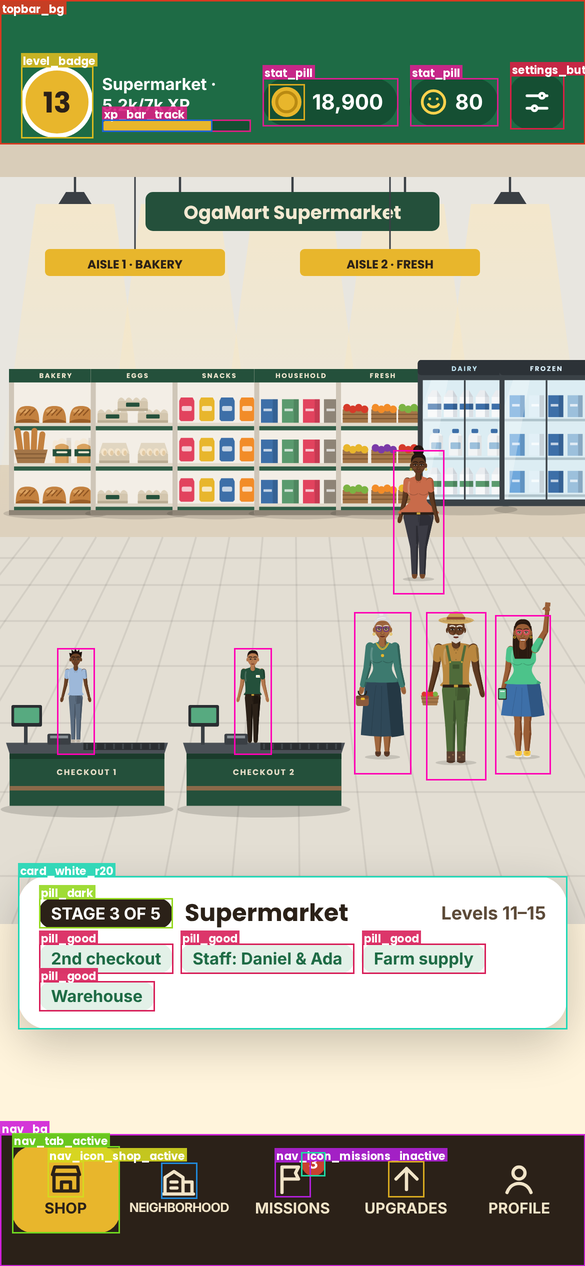 topbar_bg
level_badge
13
Supermarket ·
5.2k/7k XP
xp_bar_track
stat_pill
18,900
stat_pill
80
settings_but
OgaMart Supermarket
AISLE 1 · BAKERY
AISLE 2 · FRESH
BAKERY
EGGS
SNACKS
HOUSEHOLD
FRESH
DAIRY
FROZEN
CHECKOUT 1
CHECKOUT 2
card_white_r20
pill_dark
STAGE 3 OF 5
Supermarket
Levels 11–15
pill_good
pill_good
pill_good
2nd checkout
Staff: Daniel & Ada
Farm supply
pill_good
Warehouse
nav_bg
nav_tab_active
nav_icon_shop_active
nav_icon_missions_inactive
3
SHOP
NEIGHBORHOOD
MISSIONS
UPGRADES
PROFILE